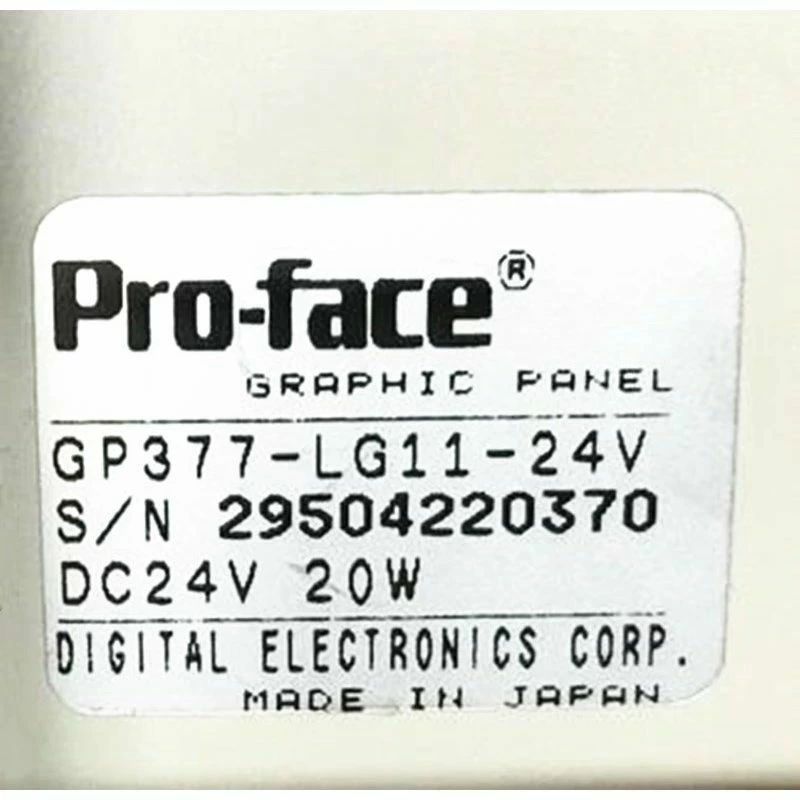 Pro-face®
GRAPHIC PANEL
GP377-LG11-24V
S/N 29504220370
DC24V 20W
DIGITAL ELECTRONICS CORP.
MADE IN JAPAN